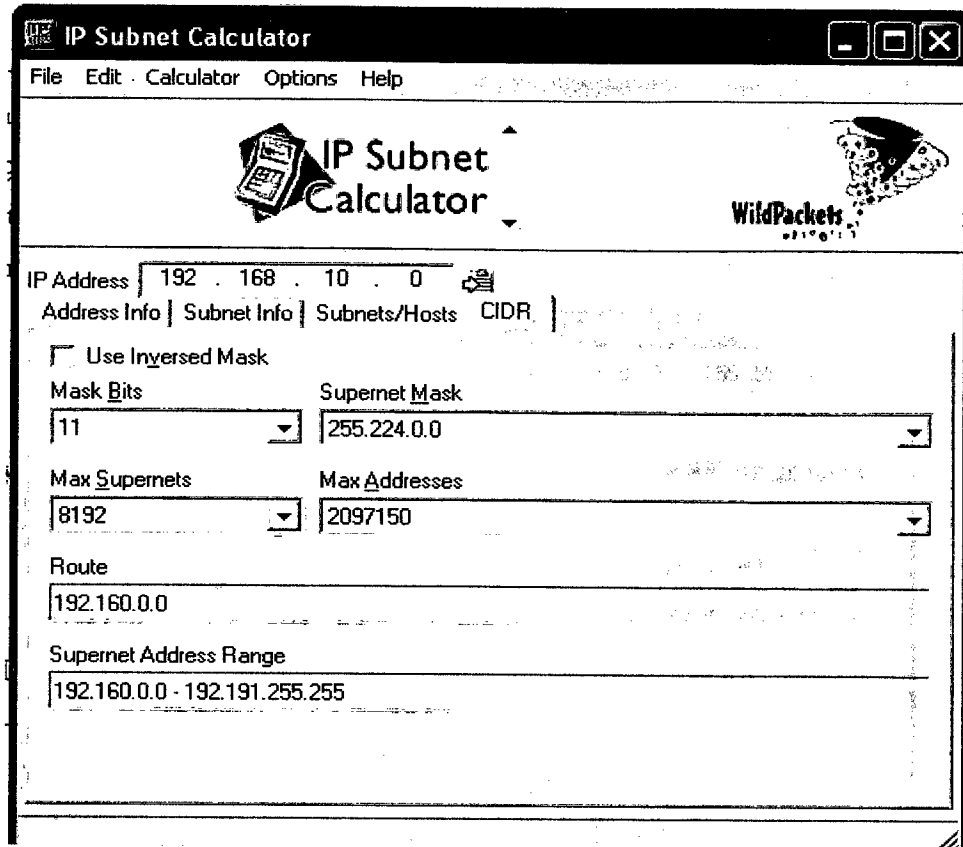 IP Subnet Calculator
File Edit Calculator Options Help
IP Subnet
Calculator
WildPackets
IP Address 192 . 168 . 10 . 0
Address Info Subnet Info Subnets/Hosts CIDR
Use Inversed Mask
Mask Bits Supernet Mask
11 255.224.0.0
Max Supernets Max Addresses
8192 2097150
Route
192.160.0.0
Supernet Address Range
192.160.0.0 - 192.191.255.255